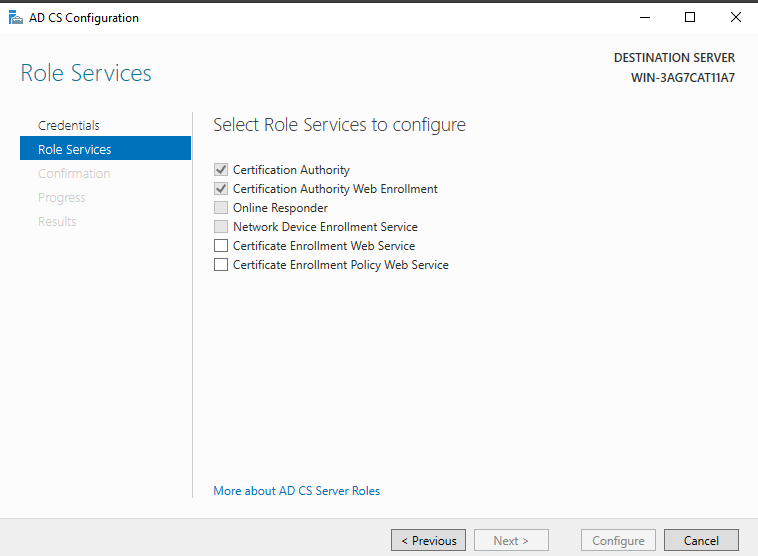 AD CS Configuration
Role Services
DESTINATION SERVER
WIN-3AG7CAT11A7
Credentials
Role Services
Confirmation
Progress
Results
Select Role Services to configure
Certification Authority
Certification Authority Web Enrollment
Online Responder
Network Device Enrollment Service
Certificate Enrollment Web Service
Certificate Enrollment Policy Web Service
More about AD CS Server Roles
< Previous
Next >
Configure
Cancel